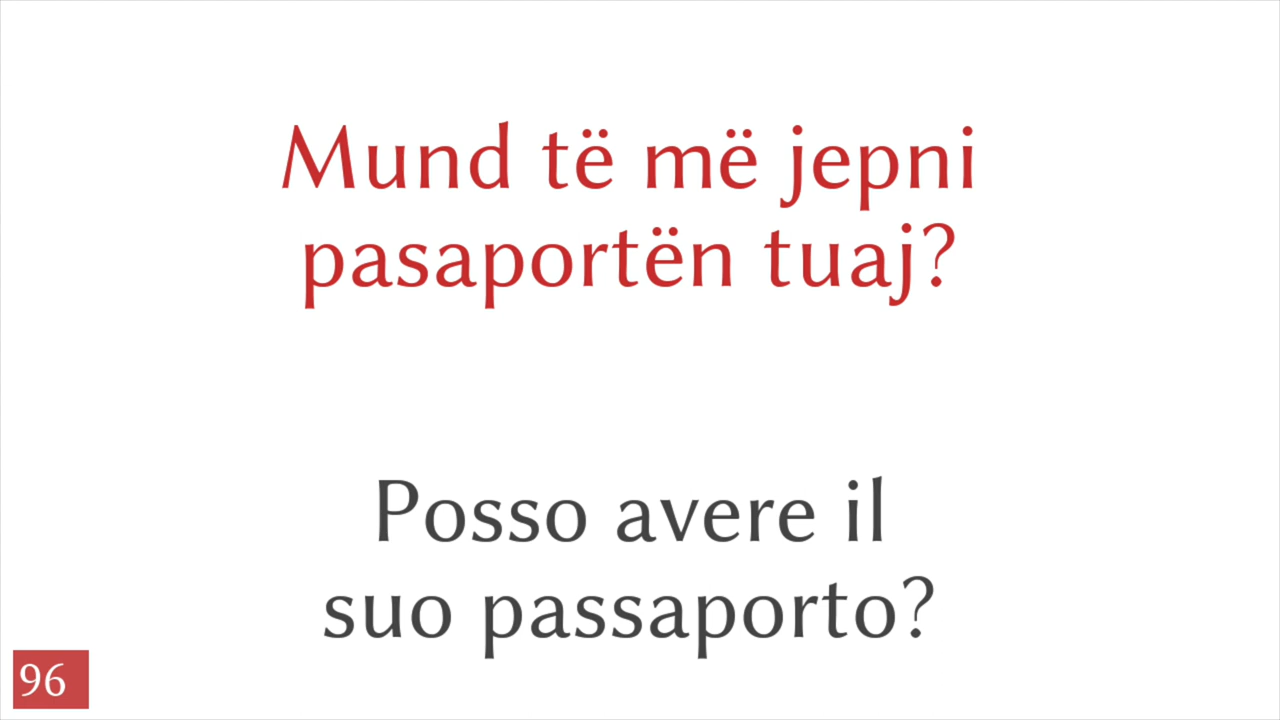 Mund të më jepni
pasaportën tuaj?
Posso avere il
suo passaporto?
96